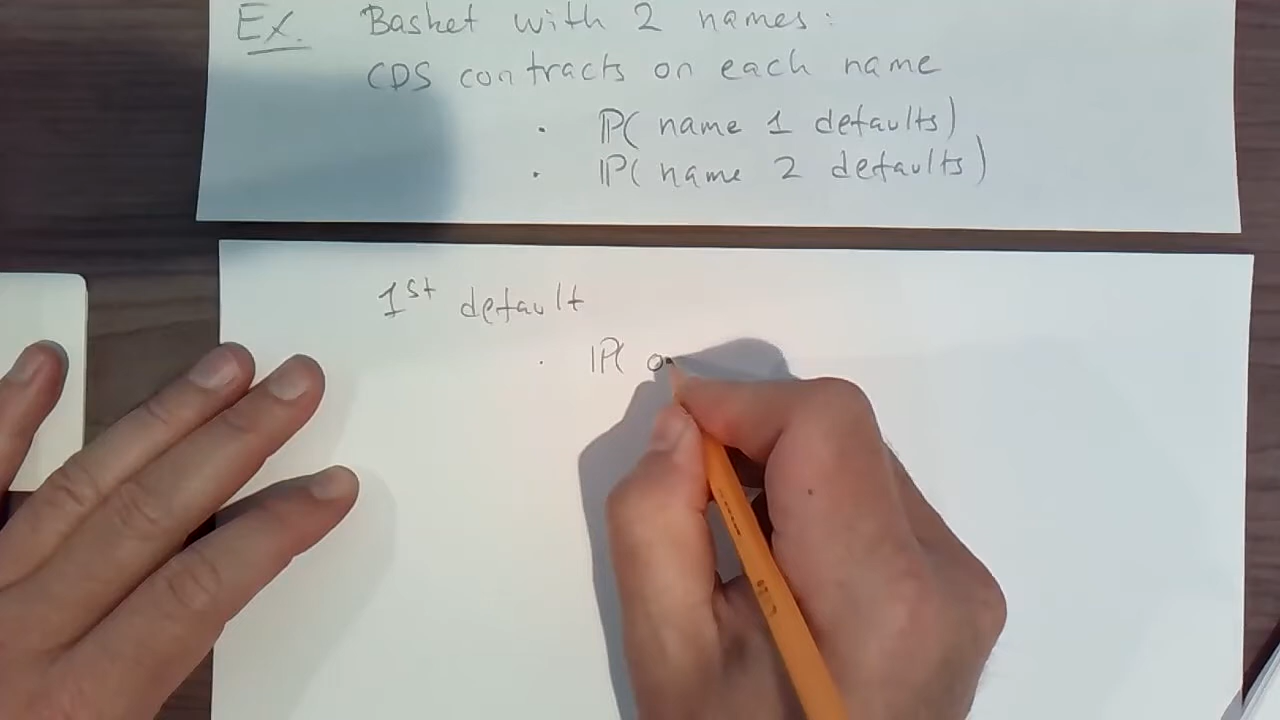 Ex. Basket with 2 names:
CDS contracts on each name
· ℙ( name 1 defaults)
· ℙ( name 2 defaults)
1st default
· ℙ( o